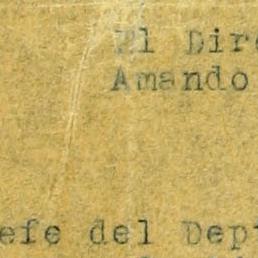 El Dir
Amando
efe del Dep